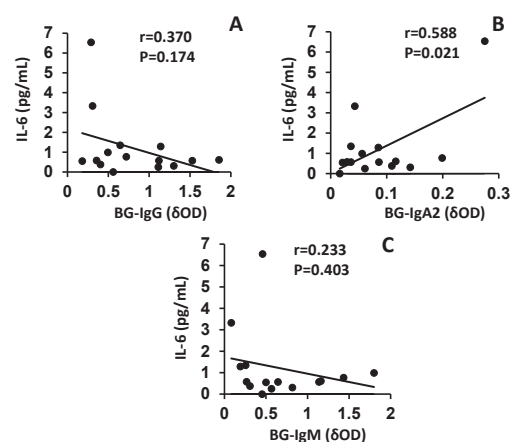 A
r=0.370
P=0.174
IL-6 (pg/mL)
7
6
5
4
3
2
1
0
0 0.5 1 1.5 2
BG-IgG (δOD)
B
r=0.588
P=0.021
IL-6 (pg/mL)
7
6
5
4
3
2
1
0
0 0.1 0.2 0.3
BG-IgA2 (δOD)
C
r=0.233
P=0.403
IL-6 (pg/mL)
7
6
5
4
3
2
1
0
0 0.5 1 1.5 2.0
BG-IgM (δOD)